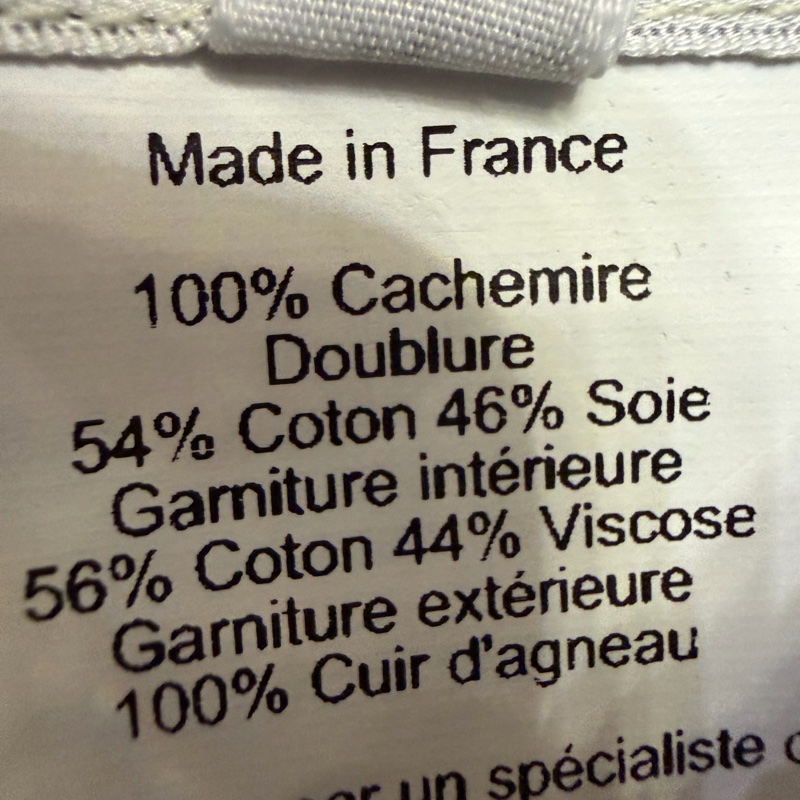 Made in France
100% Cachemire
Doublure
54% Coton 46% Soie
Garniture intérieure
56% Coton 44% Viscose
Garniture extérieure
100% Cuir d'agneau
un spécialiste